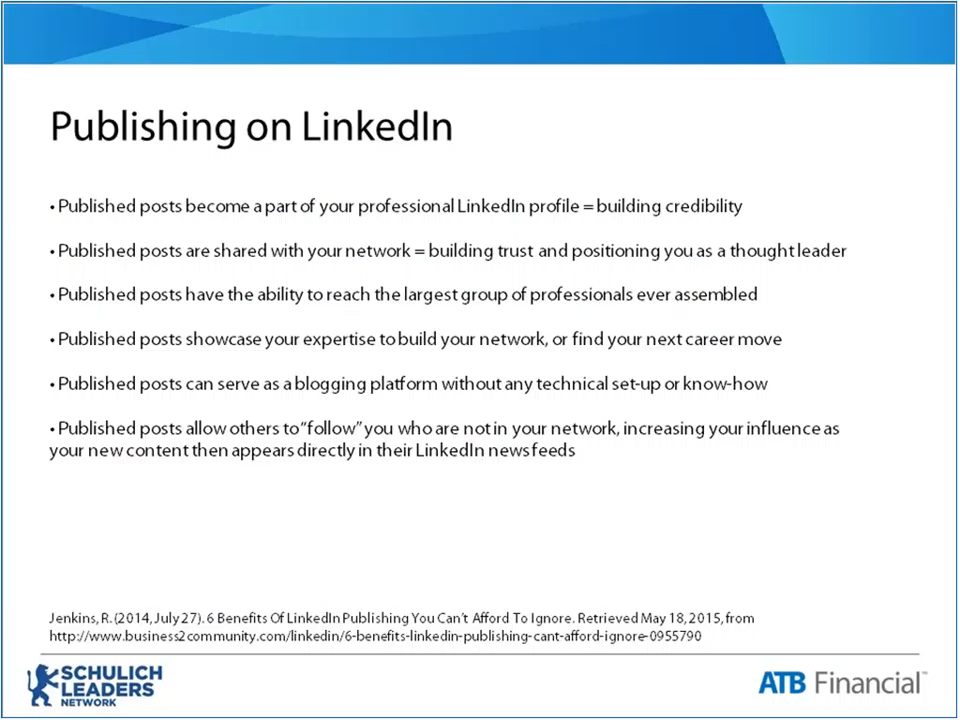 Publishing on LinkedIn
• Published posts become a part of your professional LinkedIn profile = building credibility
• Published posts are shared with your network = building trust and positioning you as a thought leader
• Published posts have the ability to reach the largest group of professionals ever assembled
• Published posts showcase your expertise to build your network, or find your next career move
• Published posts can serve as a blogging platform without any technical set-up or know-how
• Published posts allow others to “follow” you who are not in your network, increasing your influence as
your new content then appears directly in their LinkedIn news feeds
Jenkins, R. (2014, July 27). 6 Benefits Of LinkedIn Publishing You Can’t Afford To Ignore. Retrieved May 18, 2015, from
http://www.business2community.com/linkedin/6-benefits-linkedin-publishing-cant-afford-ignore-0955790
SCHULICH
LEADERS
NETWORK
ATB Financial™